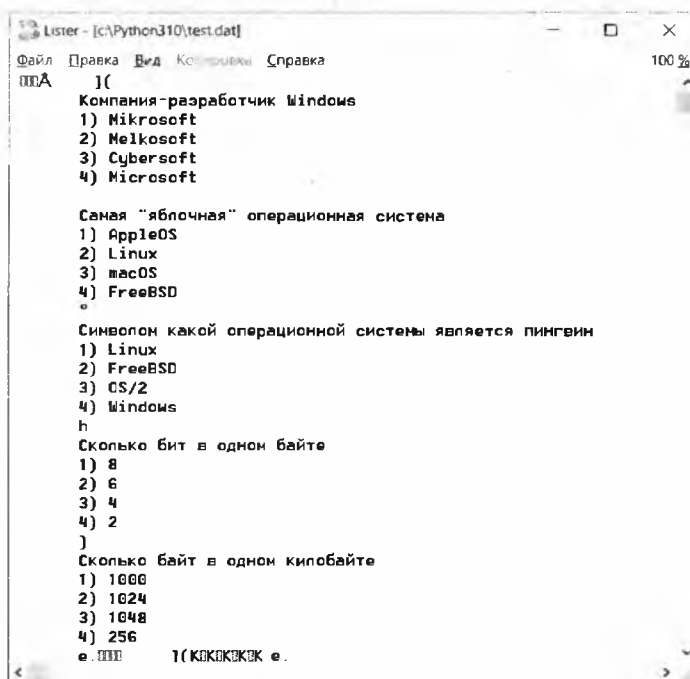 Lister - [c:\Python310\test.dat]
Файл Правка Вид Справка 100 %
А ](
Компания-разработчик Windows
1) Mikrosoft
2) Melkosoft
3) Cybersoft
4) Microsoft
Самая "яблочная" операционная система
1) AppleOS
2) Linux
3) macOS
4) FreeBSD
Символом какой операционной системы является пингвин
1) Linux
2) FreeBSD
3) OS/2
4) Windows
h
Сколько бит в одном байте
1) 8
2) 6
3) 4
4) 2
)
Сколько байт в одном килобайте
1) 1000
2) 1024
3) 1048
4) 256
e. ](K K K K K e.